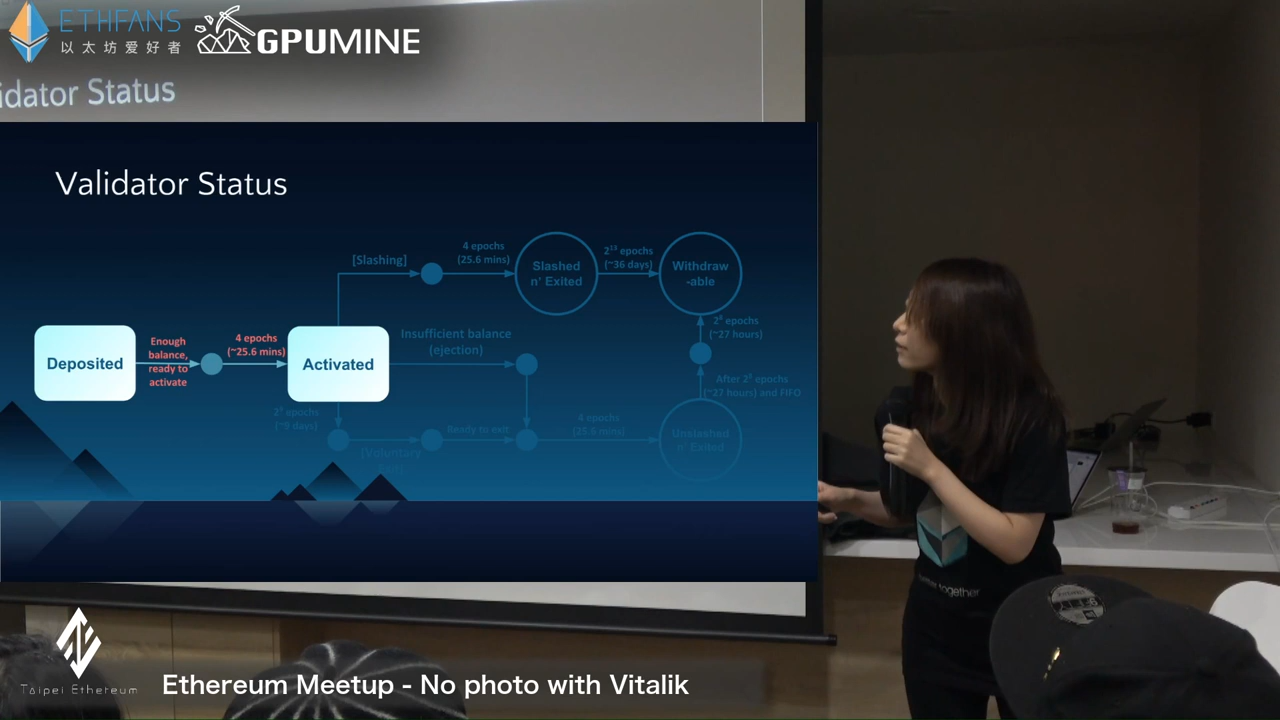 ETHFANS
以太坊爱好者
GPUMINE
idator Status
Validator Status
[Slashing]
4 epochs
(25.6 mins)
Slashed
n' Exited
2¹³ epochs
(~36 days)
Withdraw
-able
Deposited
Enough
balance,
ready to
activate
4 epochs
(~25.6 mins)
Activated
Insufficient balance
(ejection)
2⁸ epochs
(~27 hours)
After 2⁸ epochs
(~27 hours) and FIFO
epochs
(~9 days)
[Voluntary
Ready to exit
4 epochs
(25.6 mins)
Unslashed
n' Exited
together
Taipei Ethereum
Ethereum Meetup - No photo with Vitalik